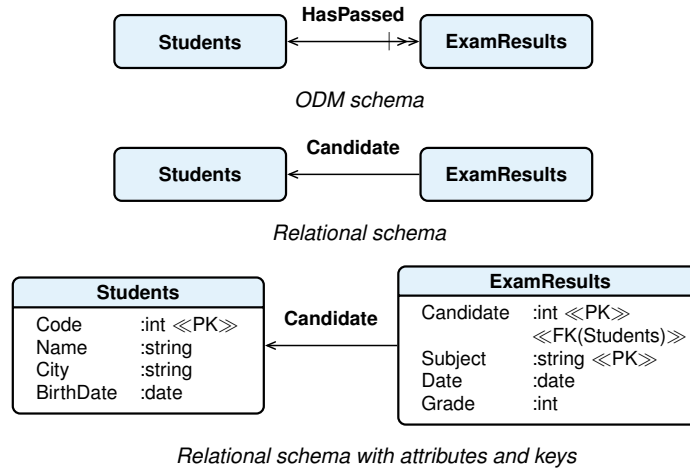 HasPassed
Students ExamResults
ODM schema
Candidate
Students ExamResults
Relational schema
Students
Code :int ≪PK≫
Name :string
City :string
BirthDate :date
Candidate
ExamResults
Candidate :int ≪PK≫
≪FK(Students)≫
Subject :string ≪PK≫
Date :date
Grade :int
Relational schema with attributes and keys